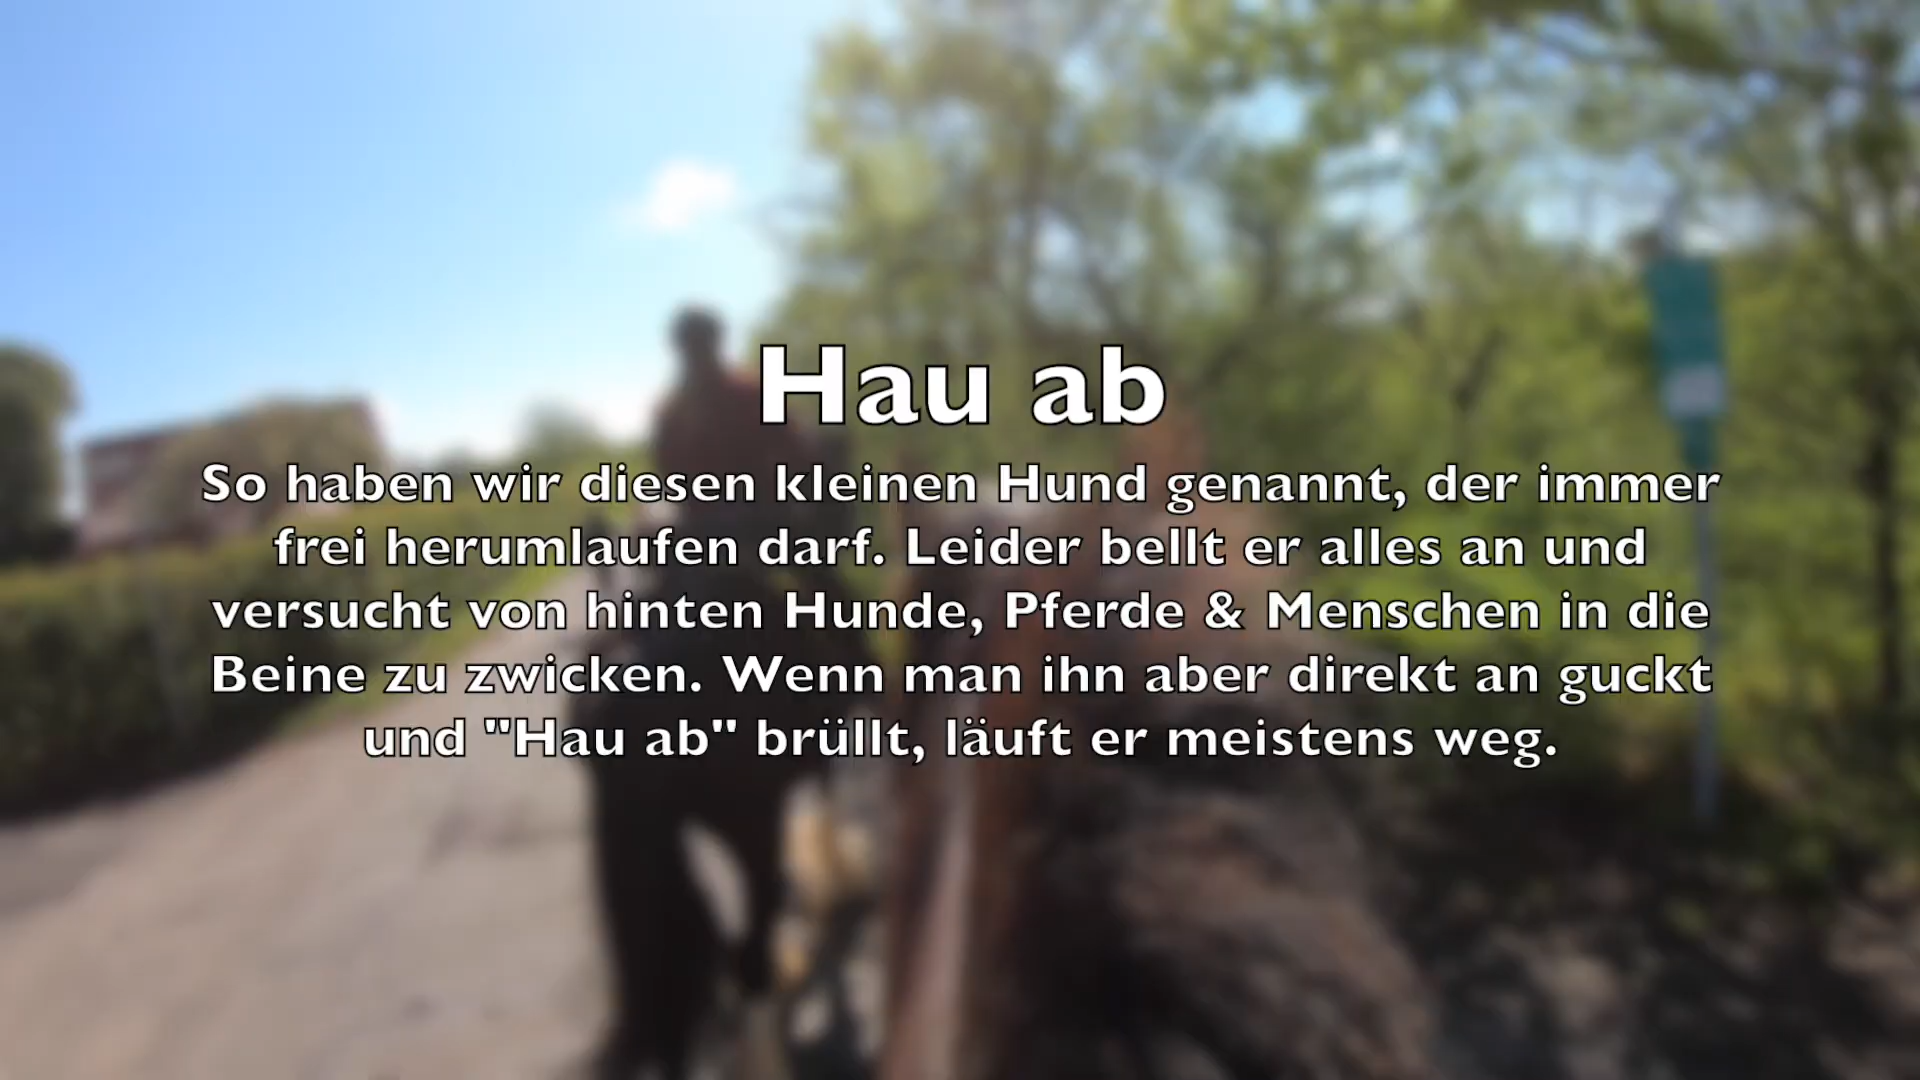 Hau ab
So haben wir diesen kleinen Hund genannt, der immer
frei herumlaufen darf. Leider bellt er alles an und
versucht von hinten Hunde, Pferde & Menschen in die
Beine zu zwicken. Wenn man ihn aber direkt an guckt
und "Hau ab" brüllt, läuft er meistens weg.